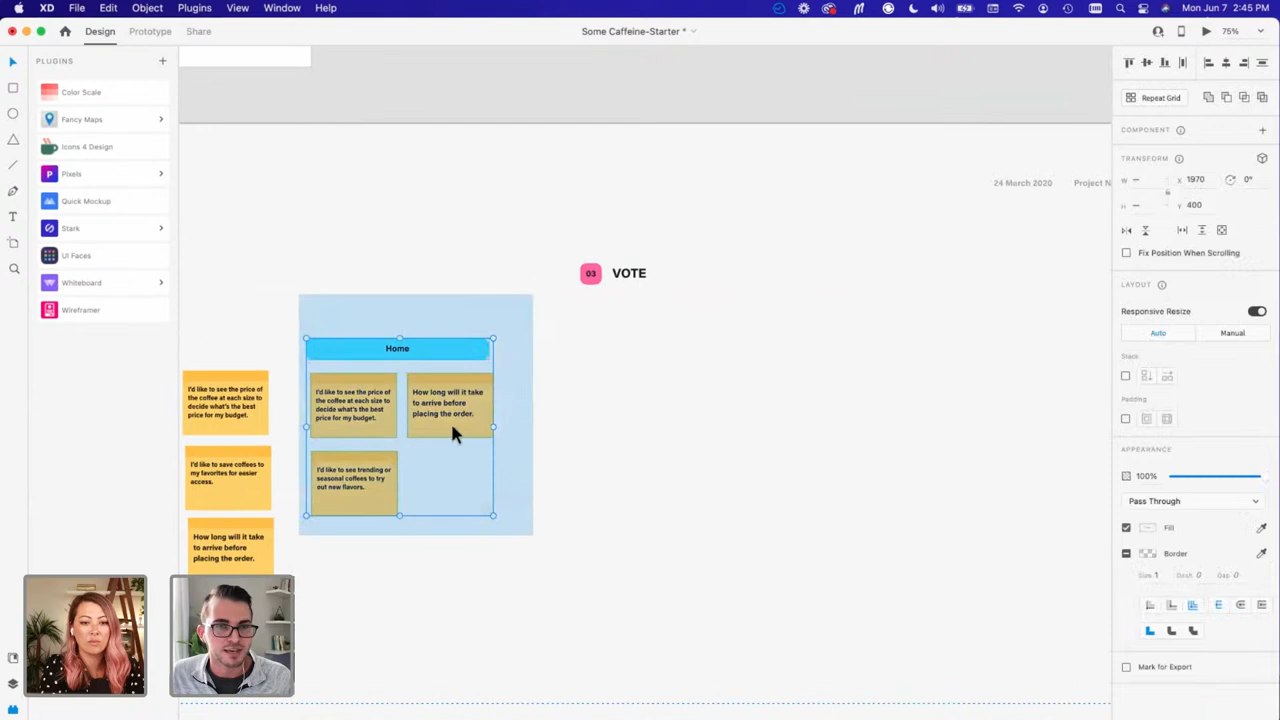 XD File Edit Object Plugins View Window Help
Mon Jun 7 2:45 PM
Design Prototype Share
Some Caffeine-Starter *
75%
PLUGINS
Color Scale
Fancy Maps
Icons 4 Design
Pixels
Quick Mockup
Stark
UI Faces
Whiteboard
Wireframer
24 March 2020 Project N
03 VOTE
Home
I'd like to see the price of
the coffee at each size to
decide what's the best
price for my budget.
How long will it take
to arrive before
placing the order.
I'd like to see trending or
seasonal coffees to try
out new flavors.
I'd like to see the price of
the coffee at each size to
decide what's the best
price for my budget.
I'd like to save coffees to
my favorites for easier
access.
How long will it take
to arrive before
placing the order.
Repeat Grid
COMPONENT
TRANSFORM
W X 1970 0°
H Y 400
Fix Position When Scrolling
LAYOUT
Responsive Resize
Auto Manual
Stack
Padding
APPEARANCE
100%
Pass Through
Fill
Border
Size 1 Dash 0 Gap 0
Mark for Export